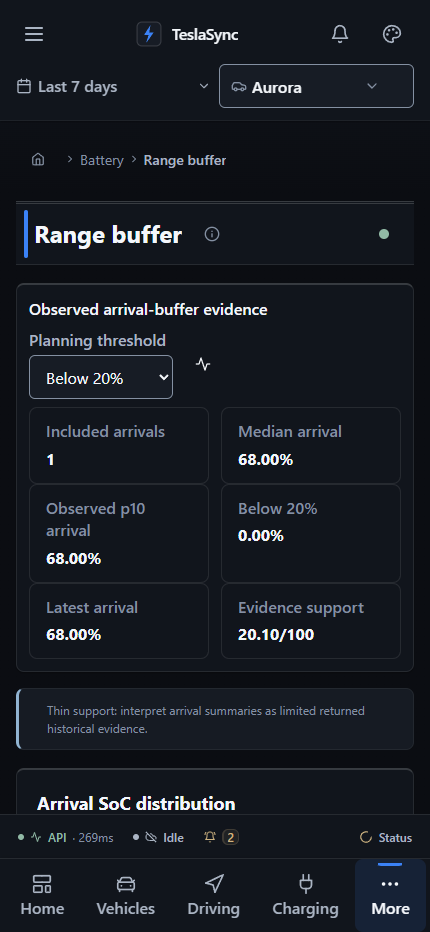 TeslaSync
Last 7 days
Aurora
Battery
Range buffer
Range buffer
Observed arrival-buffer evidence
Planning threshold
Below 20%
Included arrivals
1
Median arrival
68.00%
Observed p10
arrival
68.00%
Below 20%
0.00%
Latest arrival
68.00%
Evidence support
20.10/100
Thin support: interpret arrival summaries as limited returned
historical evidence.
Arrival SoC distribution
API · 269ms
Idle
2
Status
Home
Vehicles
Driving
Charging
More